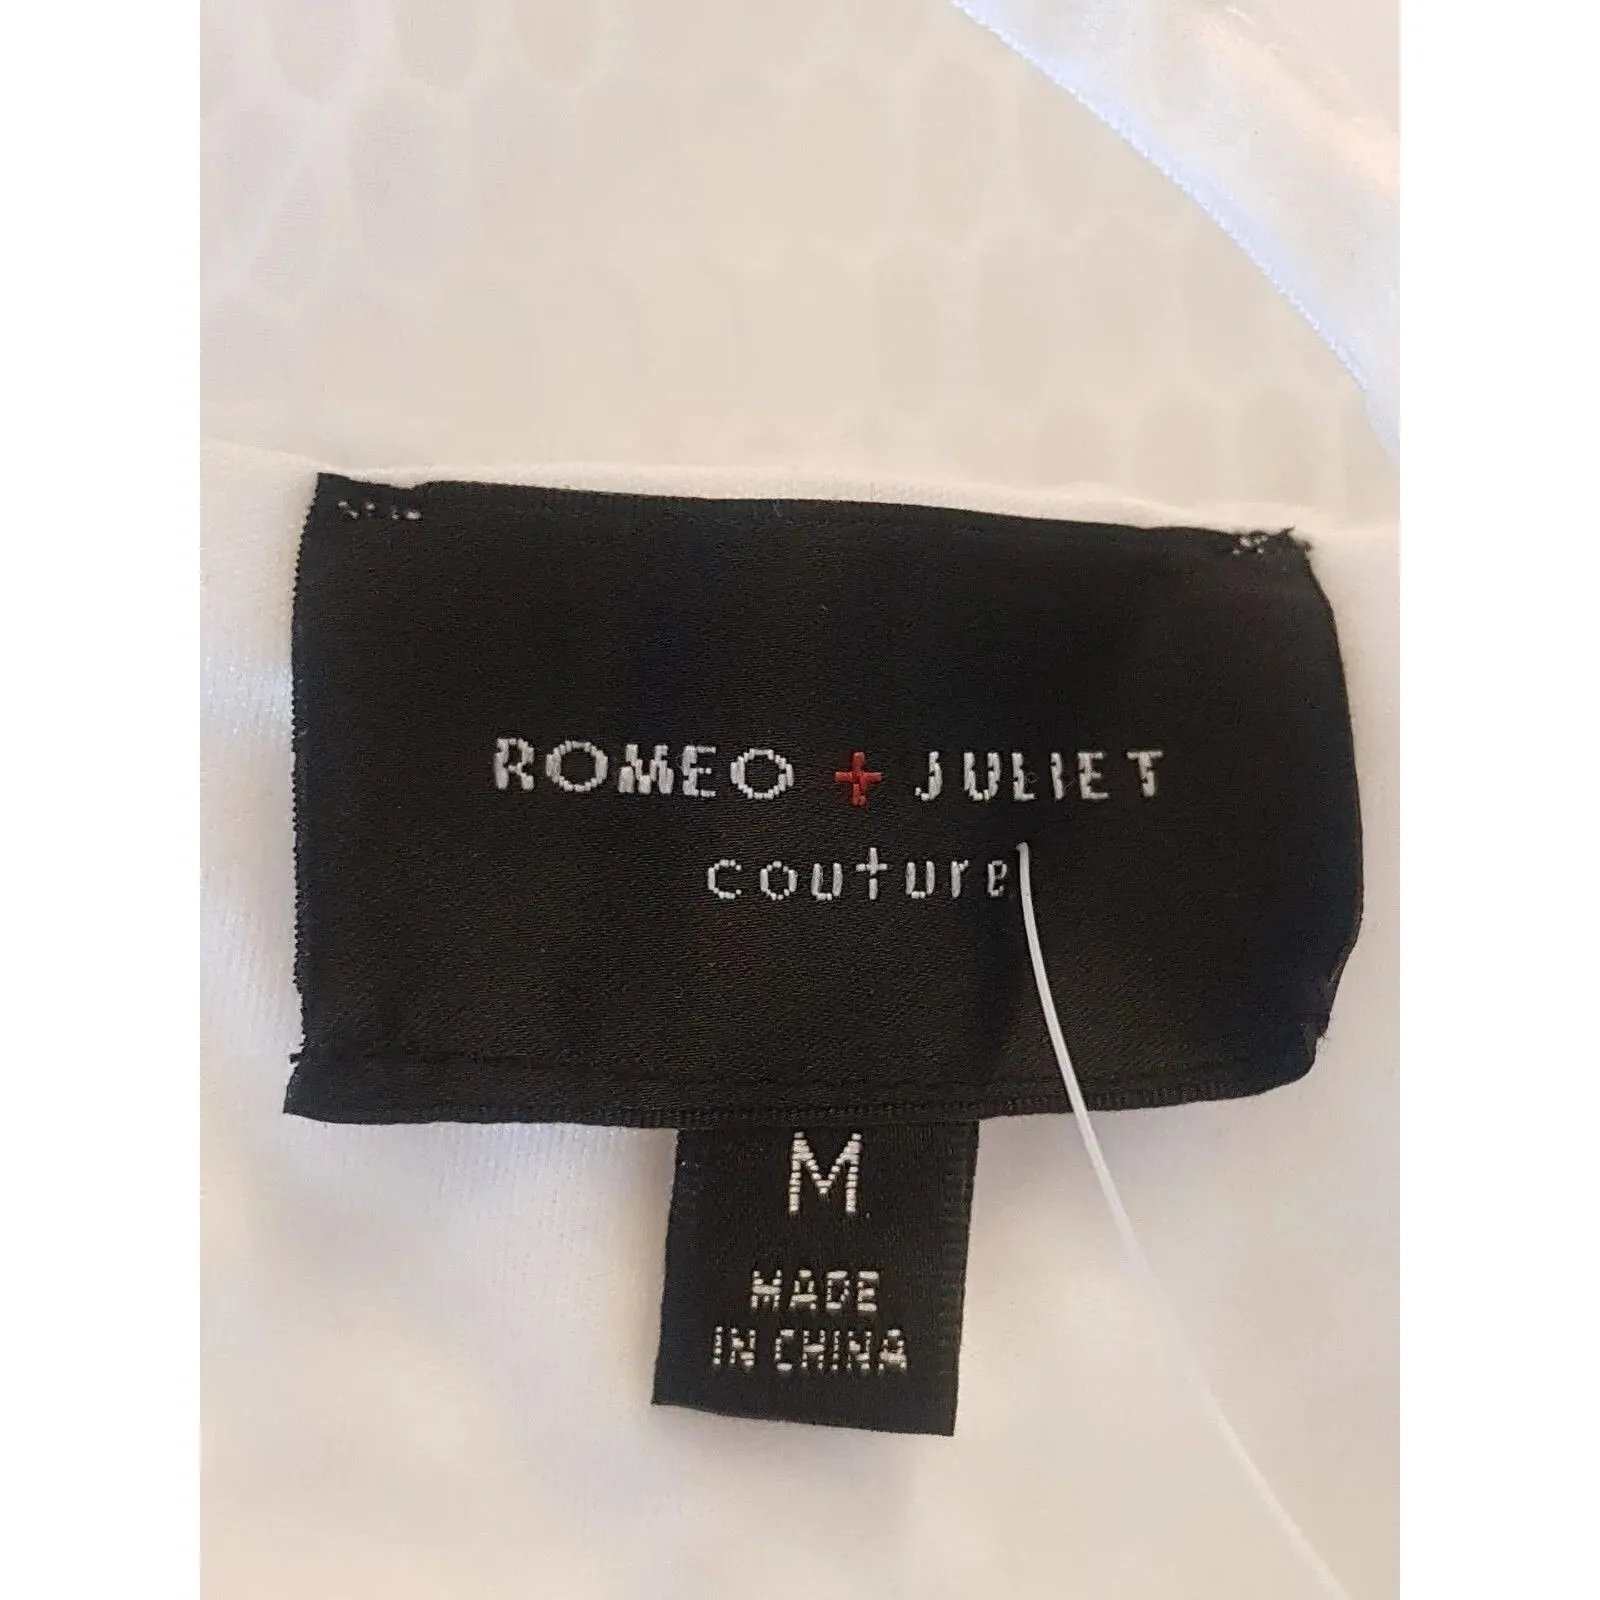 ROMEO + JULIET
couture
M
MADE
IN CHINA